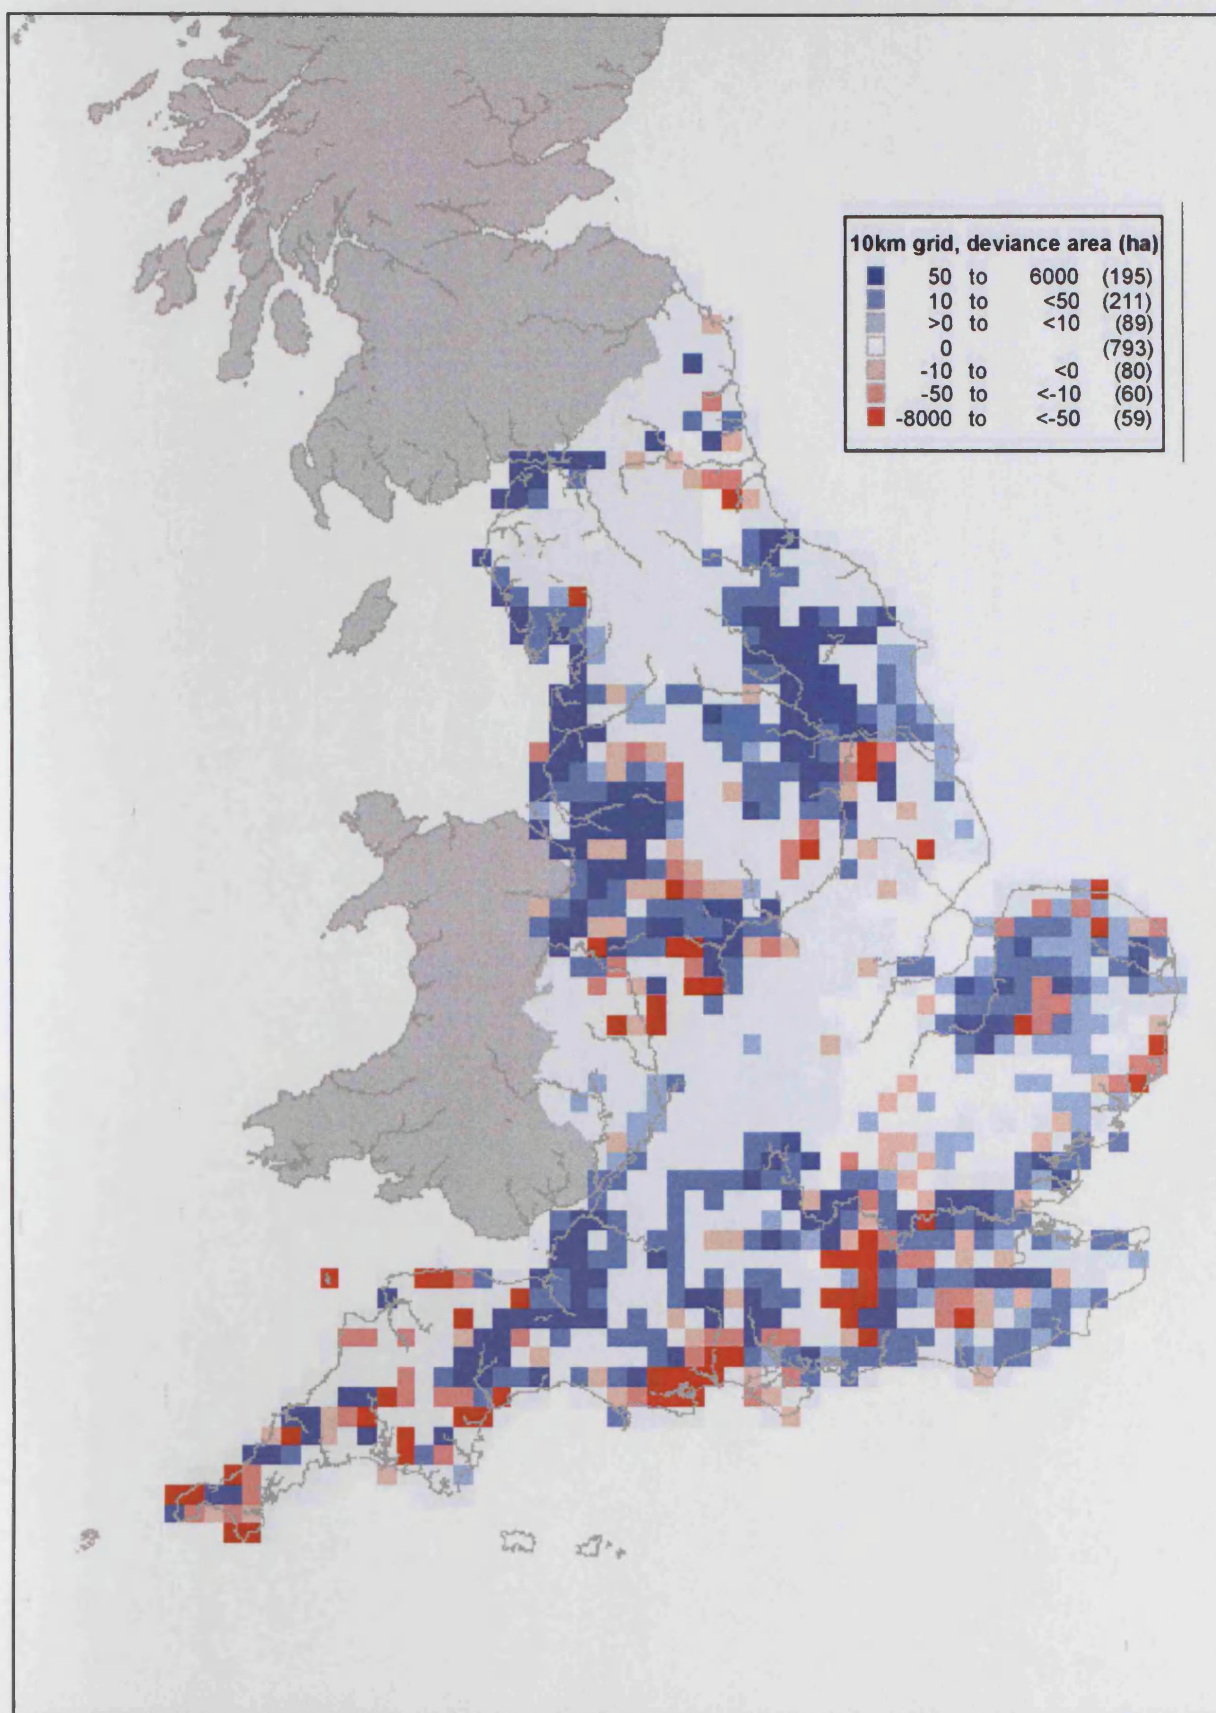 10km grid, deviance area (ha)
50 to 6000 (195)
10 to <50 (211)
>0 to <10 (89)
0 (793)
-10 to <0 (80)
-50 to <-10 (60)
-8000 to <-50 (59)